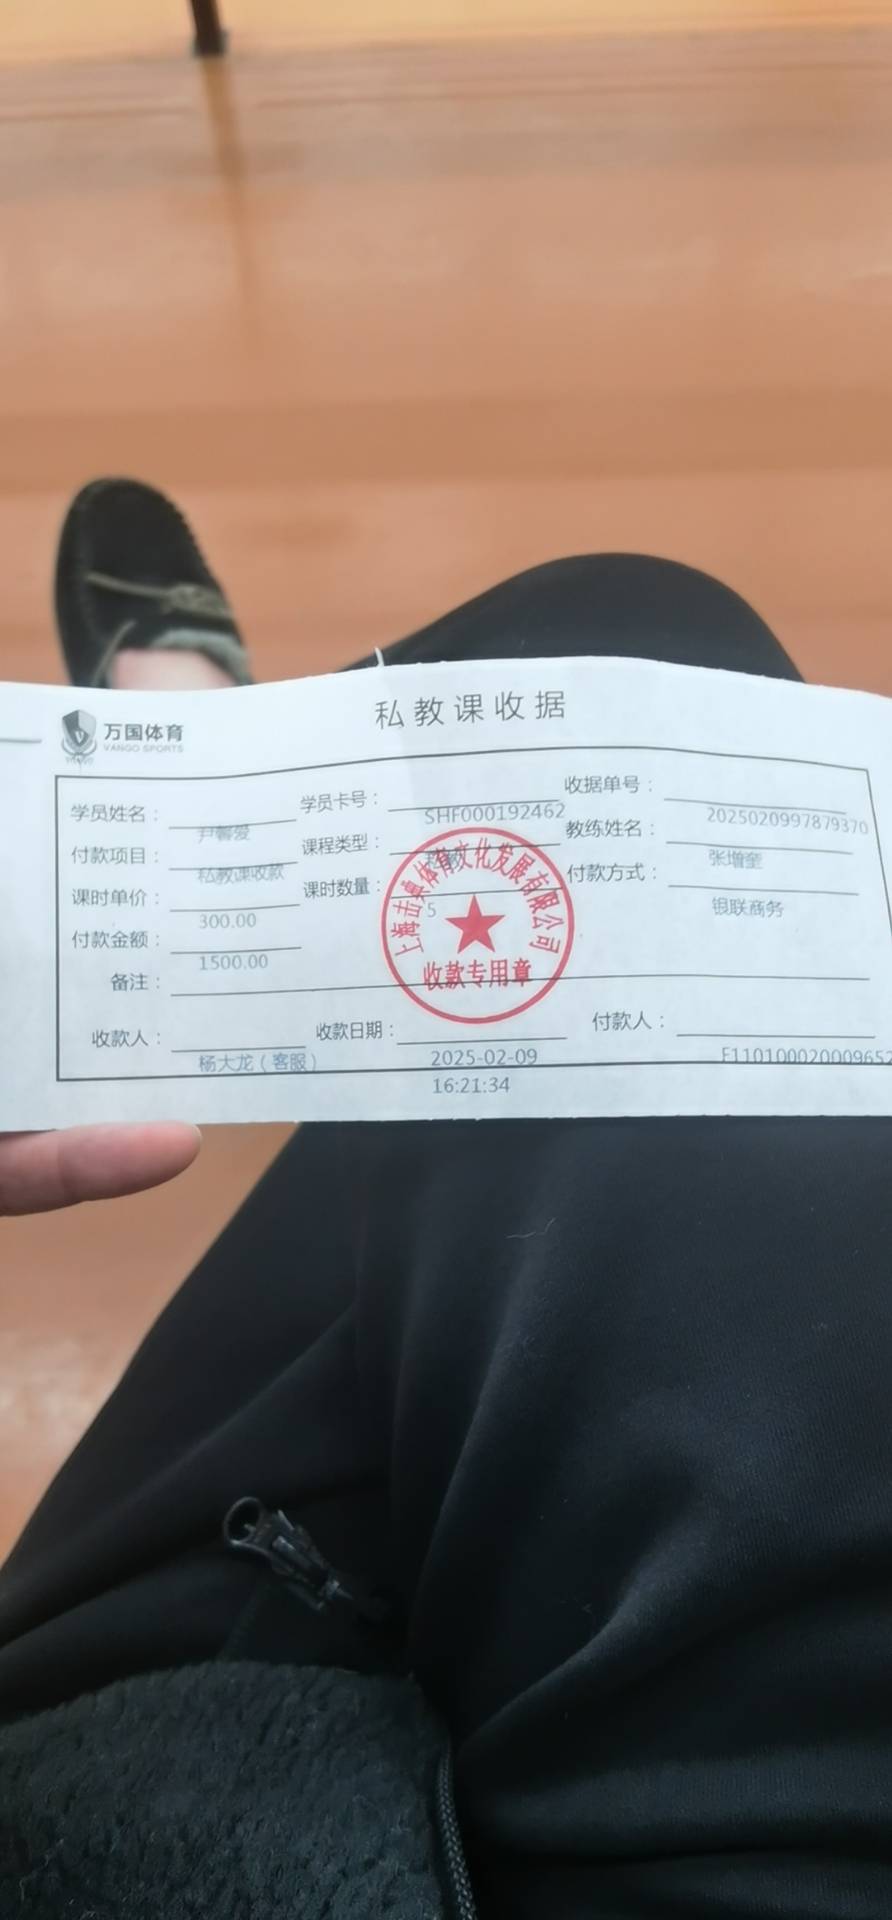 万国体育
VANGO SPORTS
私教课收据
学员姓名： 学员卡号： SHF000192462 收据单号： 2025020997879370
付款项目： 私教课收款 课程类型： 教练姓名： 张增奎
课时单价： 300.00 课时数量： 5 付款方式： 银联商务
付款金额： 1500.00
备注：
收款人： 杨大龙（客服） 收款日期： 2025-02-09 付款人： F110100020009652
16:21:34
上海击 体育文化发展有限公司
收款专用章